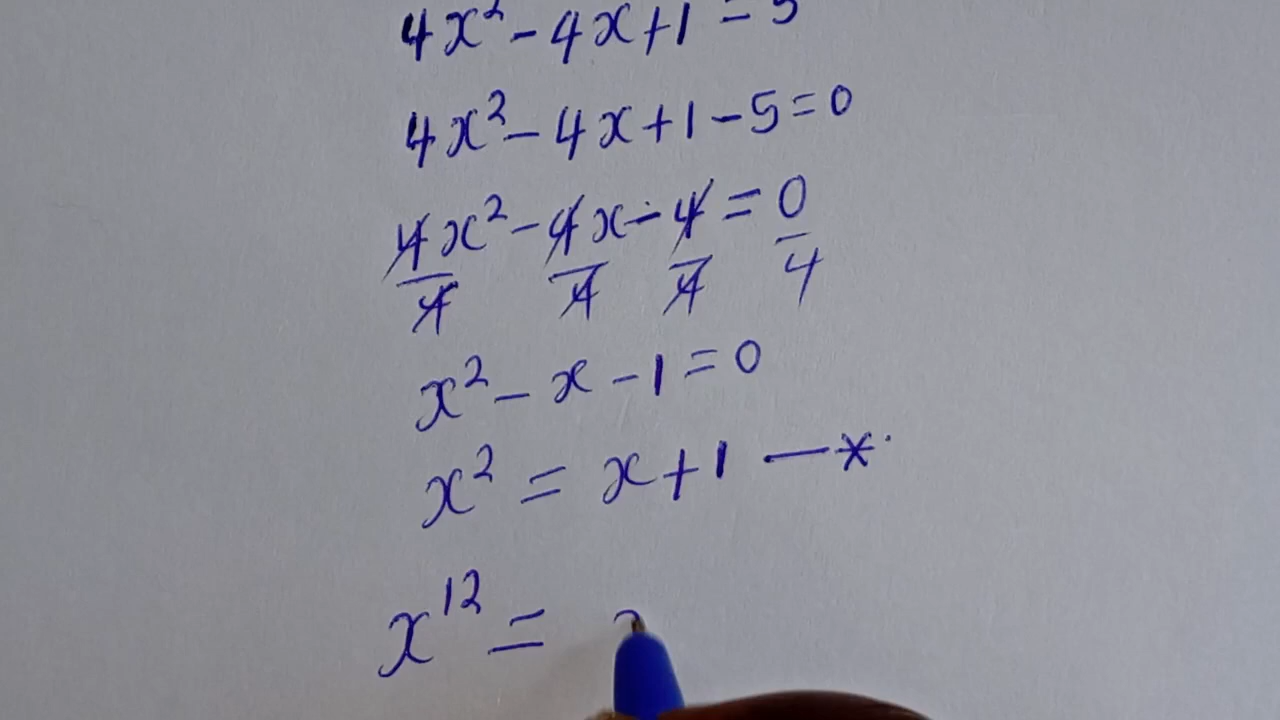 4x² - 4x + 1 = 5
4x² - 4x + 1 - 5 = 0
4x²/4 - 4x/4 - 4/4 = 0/4
x² - x - 1 = 0
x² = x + 1 — *
x¹² =